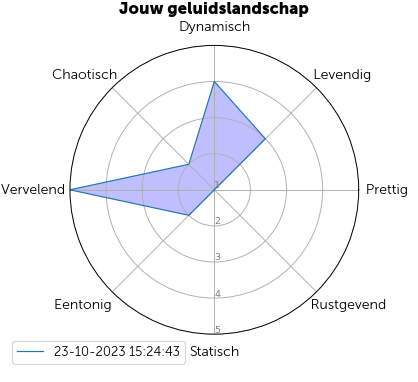 Jouw geluidslandschap
Dynamisch
Chaotisch
Levendig
Vervelend
1
Prettig
2
3
4
Eentonig
Rustgevend
5
23-10-2023 15:24:43
Statisch